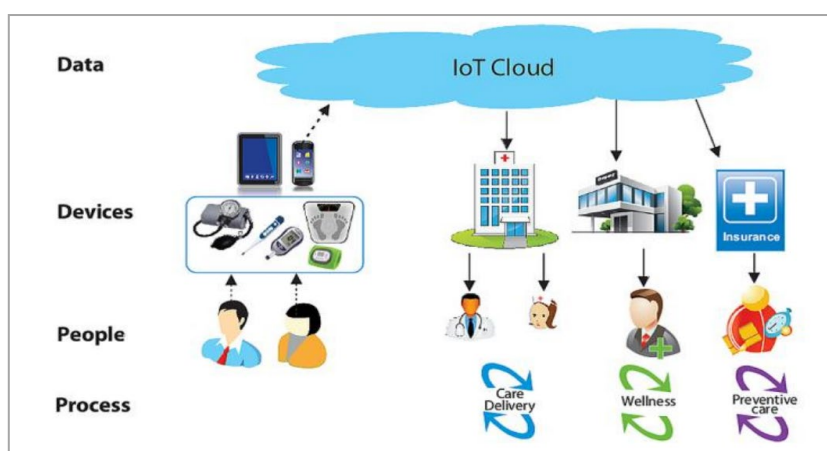 Data
IoT Cloud
Devices
Insurance
People
Process
Care
Delivery
Wellness
Preventive
care